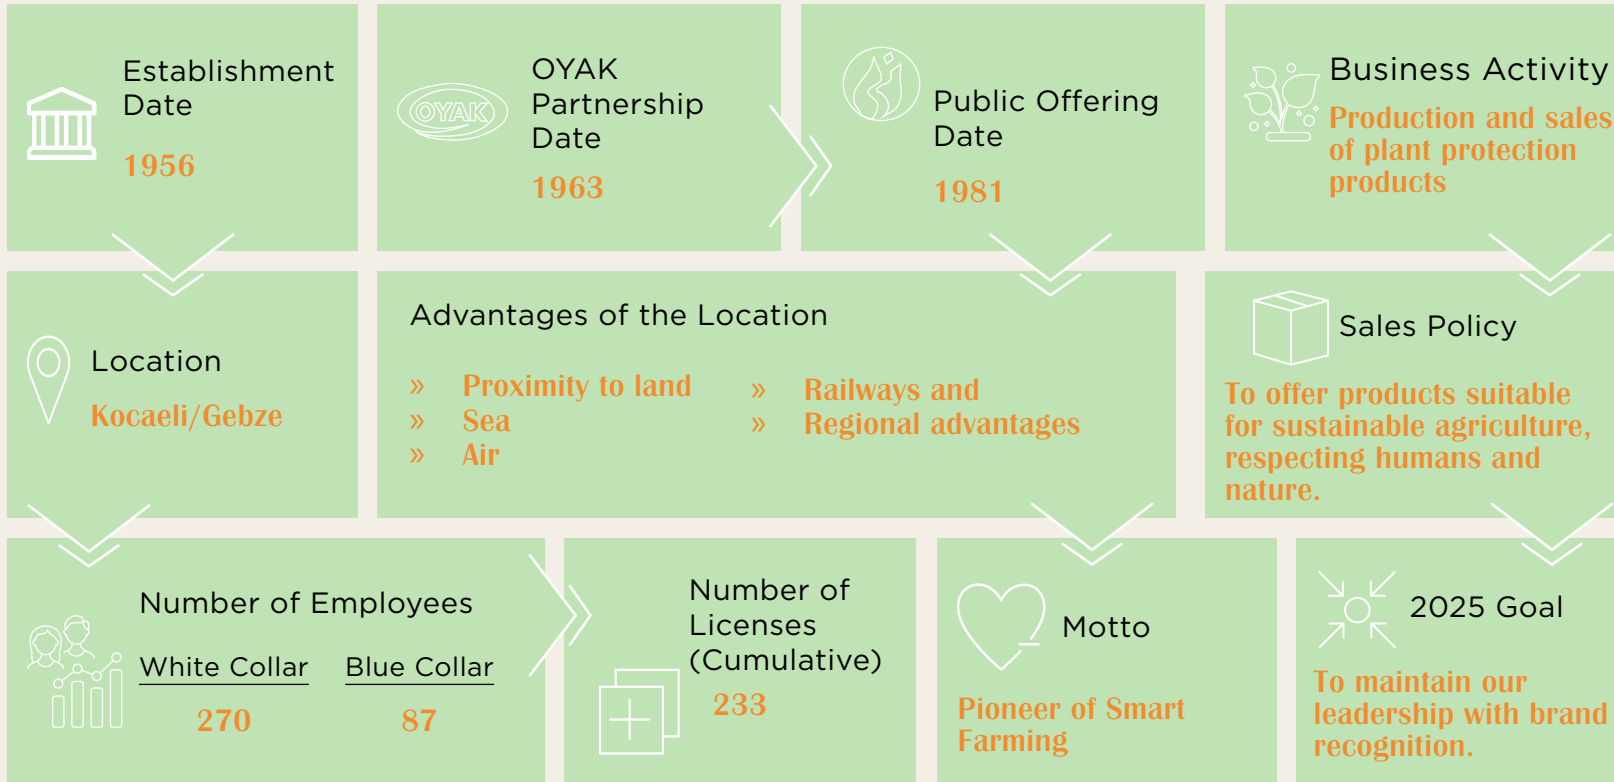 Establishment
Date
1956
OYAK
OYAK
Partnership
Date
1963
Public Offering
Date
1981
Business Activity
Production and sales
of plant protection
products
Location
Kocaeli/Gebze
Advantages of the Location
» Proximity to land
» Sea
» Air
» Railways and
» Regional advantages
Sales Policy
To offer products suitable
for sustainable agriculture,
respecting humans and
nature.
Number of Employees
White Collar Blue Collar
270 87
Number of
Licenses
(Cumulative)
233
Motto
Pioneer of Smart
Farming
2025 Goal
To maintain our
leadership with brand
recognition.